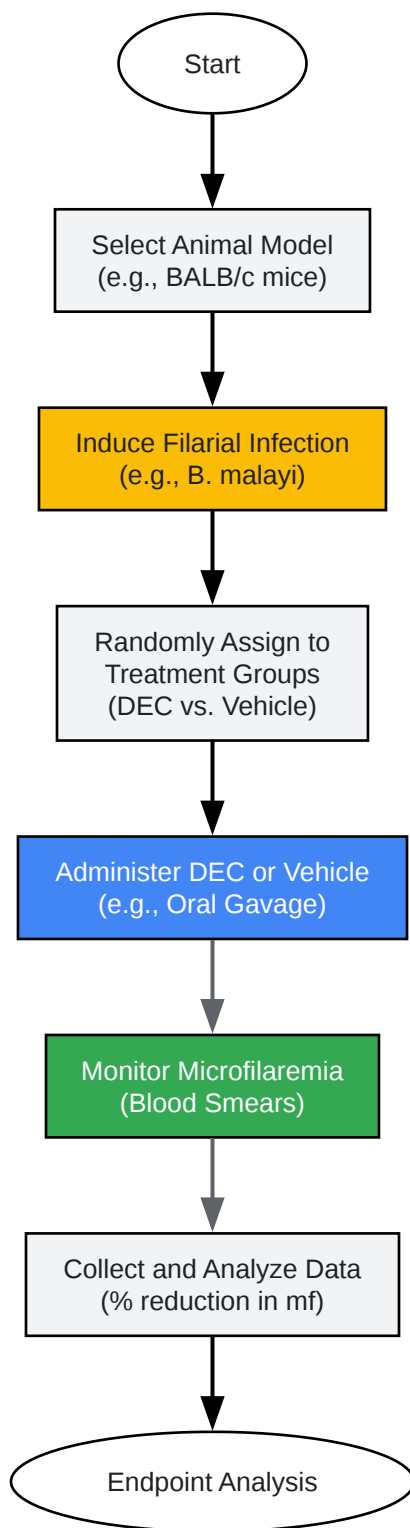 Start
Select Animal Model
(e.g., BALB/c mice)
Induce Filarial Infection
(e.g., B. malayi)
Randomly Assign to
Treatment Groups
(DEC vs. Vehicle)
Administer DEC or Vehicle
(e.g., Oral Gavage)
Monitor Microfilaremia
(Blood Smears)
Collect and Analyze Data
(% reduction in mf)
Endpoint Analysis